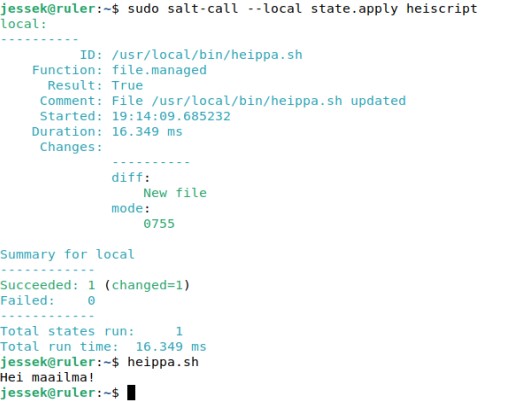 jessek@ruler:~$ sudo salt-call --local state.apply heiscript
local:
----------
          ID: /usr/local/bin/heippa.sh
    Function: file.managed
      Result: True
     Comment: File /usr/local/bin/heippa.sh updated
     Started: 19:14:09.685232
    Duration: 16.349 ms
     Changes:
              ----------
              diff:
                  New file
              mode:
                  0755

Summary for local
------------
Succeeded: 1 (changed=1)
Failed:    0
------------
Total states run:     1
Total run time:  16.349 ms
jessek@ruler:~$ heippa.sh
Hei maailma!
jessek@ruler:~$